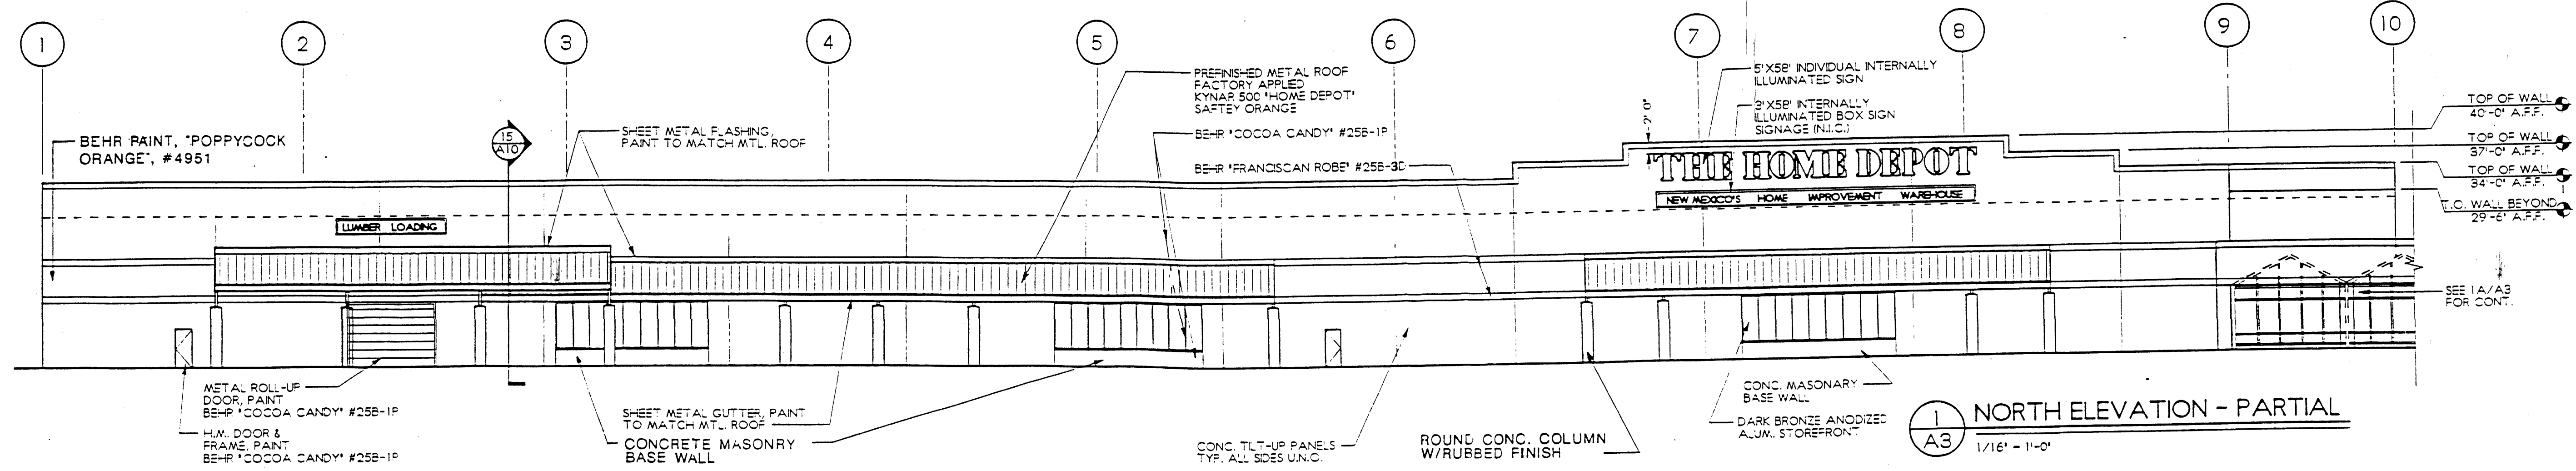 1
2
3
4
5
6
7
8
9
10
BEHR PAINT, "POPPYCOCK
ORANGE", #4951
15
A10
SHEET METAL FLASHING,
PAINT TO MATCH MTL. ROOF
PREFINISHED METAL ROOF
FACTORY APPLIED
KYNAR 500 "HOME DEPOT"
SAFTEY ORANGE
BEHR "COCOA CANDY" #25B-1P
BEHR "FRANCISCAN ROBE" #25B-3D
2'-0"
5'X58' INDIVIDUAL INTERNALLY
ILLUMINATED SIGN
3'X58' INTERNALLY
ILLUMINATED BOX SIGN
SIGNAGE (N.I.C.)
THE HOME DEPOT
NEW MEXICO'S HOME IMPROVEMENT WAREHOUSE
TOP OF WALL
40'-0" A.F.F.
TOP OF WALL
37'-0" A.F.F.
TOP OF WALL
34'-0" A.F.F.
T.O. WALL BEYOND
29'-6" A.F.F.
LUMBER LOADING
SEE 1A/A3
FOR CONT.
METAL ROLL-UP
DOOR, PAINT
BEHR "COCOA CANDY" #25B-1P
H.M. DOOR &
FRAME, PAINT
BEHR "COCOA CANDY" #25B-1P
SHEET METAL GUTTER, PAINT
TO MATCH MTL. ROOF
CONCRETE MASONRY
BASE WALL
CONC. TILT-UP PANELS
TYP. ALL SIDES U.N.O.
ROUND CONC. COLUMN
W/RUBBED FINISH
CONC. MASONARY
BASE WALL
DARK BRONZE ANODIZED
ALUM. STOREFRONT
1
A3
NORTH ELEVATION - PARTIAL
1/16" = 1'-0"